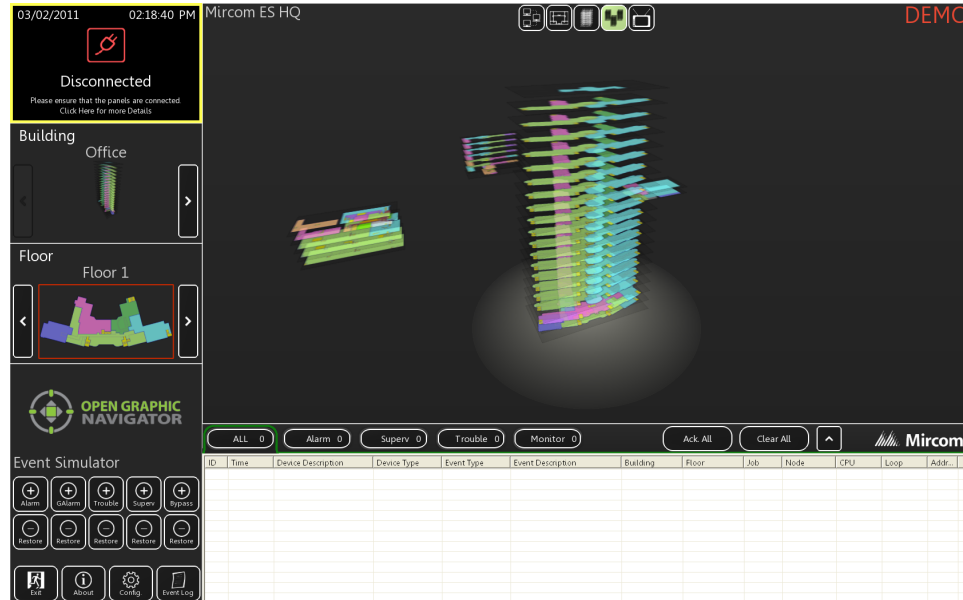 03/02/2011 02:18:40 PM
Disconnected
Please ensure that the panels are connected.
Click Here for more Details
Building
Office
Floor
Floor 1
OPEN GRAPHIC
NAVIGATOR
Event Simulator
Alarm GAlarm Trouble Superv Bypass
Restore Restore Restore Restore Restore
Exit About Config. Event Log
Mircom ES HQ
DEMO
ALL 0 Alarm 0 Superv 0 Trouble 0 Monitor 0 Ack. All Clear All Mircom
ID Time Device Description Device Type Event Type Event Description Building Floor Job Node CPU Loop Addr...